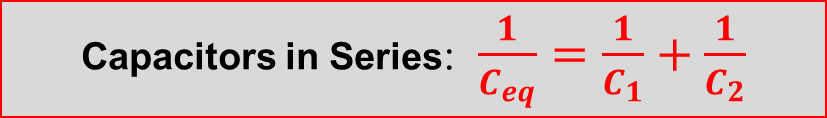 Capacitors in Series: 1/C_eq = 1/C_1 + 1/C_2